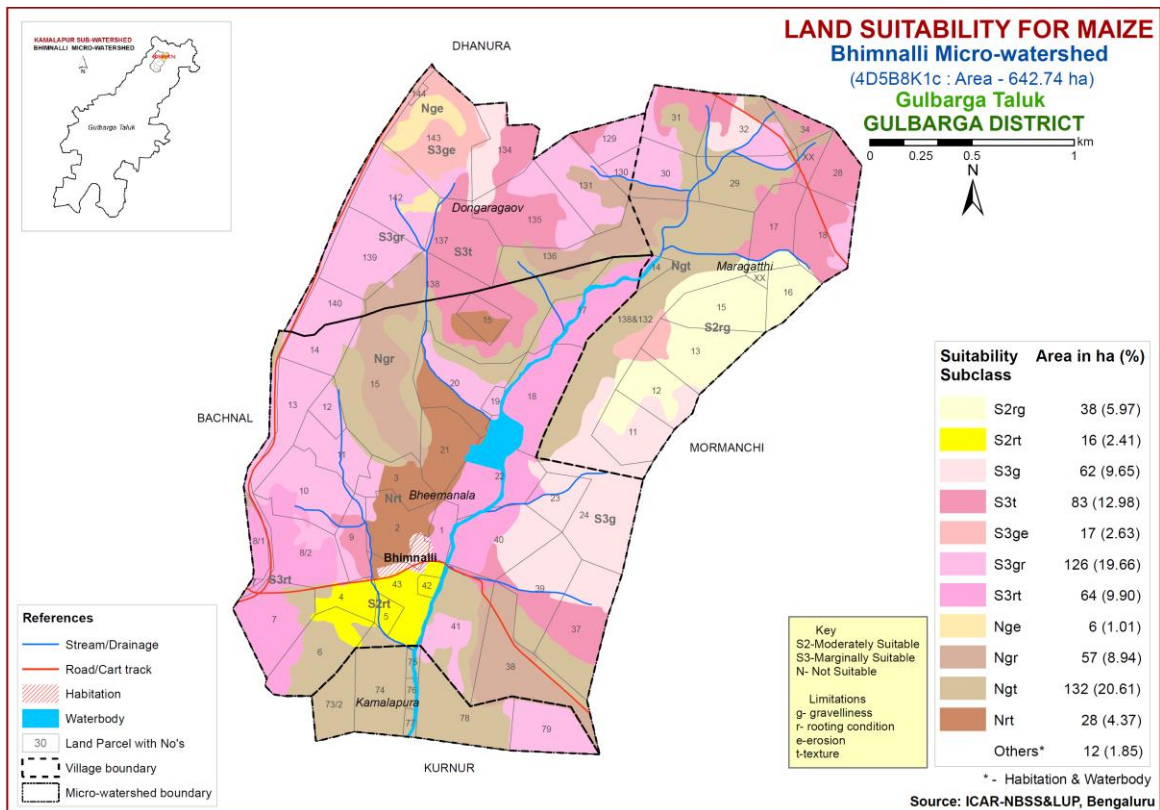 KAMALAPUR SUB-WATERSHED
BHIMNALLI MICRO-WATERSHED
N
Gulbarga Taluk
LAND SUITABILITY FOR MAIZE
Bhimnalli Micro-watershed
(4D5B8K1c : Area - 642.74 ha)
Gulbarga Taluk
GULBARGA DISTRICT
km
0 0.25 0.5 1
N
DHANURA
144
Nge
143
S3ge
134
129
31
32
34
XX
130
30
29
28
131
142
Dongaragaov
135
17
18
S3gr
137
S3t
139
136
14
Ngt
Maragatthi
XX
16
138
140
17
15
138&132
15
S2rg
14
Ngr
13
15
20
12
13
12
19
18
11
BACHNAL
MORMANCHI
11
21
3
22
10
Nrt
Bheemanala
23
24
S3g
2
1
8/1
8/2
9
40
Bhimnalli
S3rt
43
42
39
4
S2rt
5
7
41
37
6
38
75
74
76
Kamalapura
73/2
77
78
79
KURNUR
References
Stream/Drainage
Road/Cart track
Habitation
Waterbody
30 Land Parcel with No's
Village boundary
Micro-watershed boundary
Key
S2-Moderately Suitable
S3-Marginally Suitable
N- Not Suitable
Limitations
g- gravelliness
r- rooting condition
e-erosion
t-texture
Suitability Area in ha (%)
Subclass
S2rg 38 (5.97)
S2rt 16 (2.41)
S3g 62 (9.65)
S3t 83 (12.98)
S3ge 17 (2.63)
S3gr 126 (19.66)
S3rt 64 (9.90)
Nge 6 (1.01)
Ngr 57 (8.94)
Ngt 132 (20.61)
Nrt 28 (4.37)
Others* 12 (1.85)
* - Habitation & Waterbody
Source: ICAR-NBSS&LUP, Bengaluru